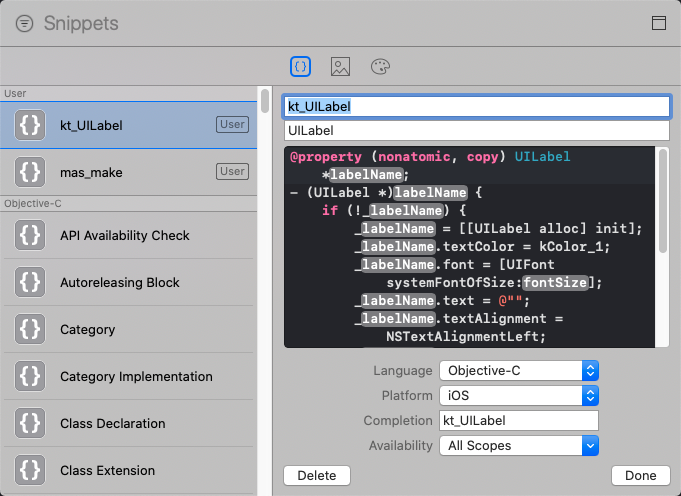 Snippets
User
kt_UILabel
User
mas_make
User
Objective-C
API Availability Check
Autoreleasing Block
Category
Category Implementation
Class Declaration
Class Extension
kt_UILabel
UILabel
@property (nonatomic, copy) UILabel
*labelName;
- (UILabel *)labelName {
if (!_labelName) {
_labelName = [[UILabel alloc] init];
_labelName.textColor = kColor_1;
_labelName.font = [UIFont
systemFontOfSize:fontSize];
_labelName.text = @"";
_labelName.textAlignment =
NSTextAlignmentLeft;
Language Objective-C
Platform iOS
Completion kt_UILabel
Availability All Scopes
Delete Done